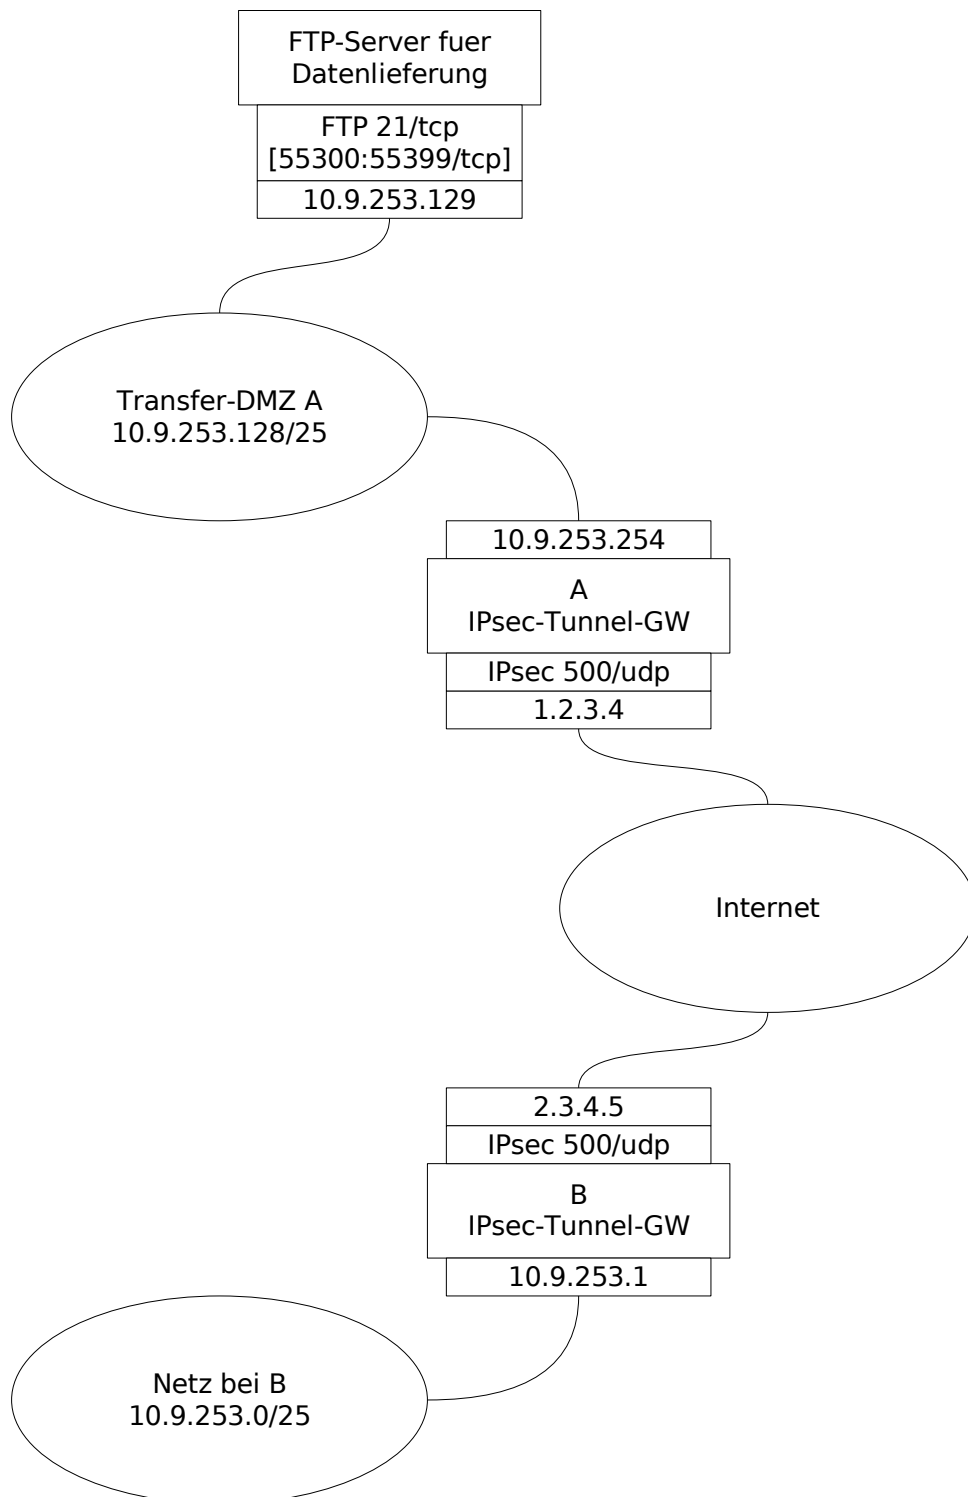 FTP-Server fuer
Datenlieferung
FTP 21/tcp
[55300:55399/tcp]
10.9.253.129
Transfer-DMZ A
10.9.253.128/25
10.9.253.254
A
IPsec-Tunnel-GW
IPsec 500/udp
1.2.3.4
Internet
2.3.4.5
IPsec 500/udp
B
IPsec-Tunnel-GW
10.9.253.1
Netz bei B
10.9.253.0/25